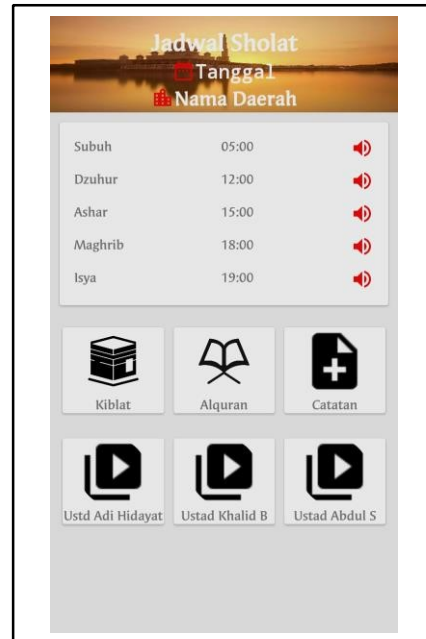 Jadwal Sholat
Tanggal
Nama Daerah
Subuh 05:00
Dzuhur 12:00
Ashar 15:00
Maghrib 18:00
Isya 19:00
Kiblat Alquran Catatan
Ustd Adi Hidayat Ustad Khalid B Ustad Abdul S